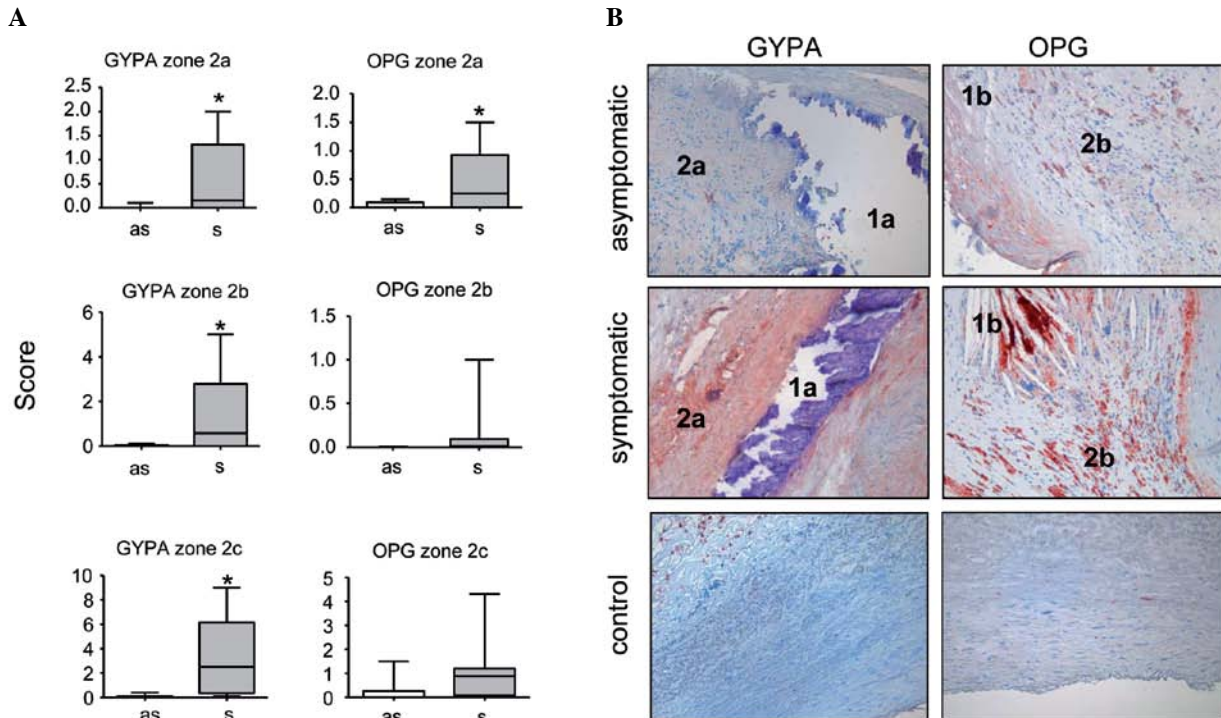 A
GYPA zone 2a
2.5
2.0
1.5
1.0
0.5
0.0
*
as s
OPG zone 2a
2.0
1.5
1.0
0.5
0.0
*
as s
Score
GYPA zone 2b
6
4
2
0
*
as s
OPG zone 2b
1.5
1.0
0.5
0.0
as s
GYPA zone 2c
10
8
6
4
2
0
*
as s
OPG zone 2c
5
4
3
2
1
0
as s
B
GYPA OPG
asymptomatic
2a
1a
1b
2b
symptomatic
2a
1a
1b
2b
control